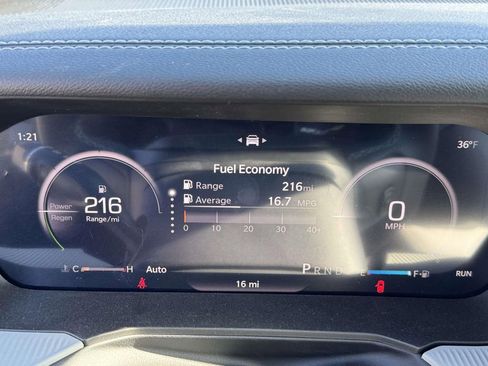 1:21
36°F
Fuel Economy
Range 216mi
Average 16.7 MPG
0 10 20 30 40+
Power
Regen
216
Range/mi
0
MPH
C H Auto
P R N D
F
RUN
16 mi